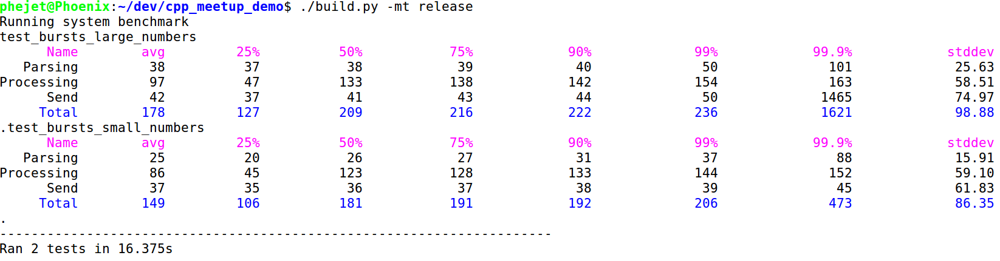 phejet@Phoenix:~/dev/cpp_meetup_demo$ ./build.py -mt release
Running system benchmark
test_bursts_large_numbers
Name avg 25% 50% 75% 90% 99% 99.9% stddev
Parsing 38 37 38 39 40 50 101 25.63
Processing 97 47 133 138 142 154 163 58.51
Send 42 37 41 43 44 50 1465 74.97
Total 178 127 209 216 222 236 1621 98.88
.test_bursts_small_numbers
Name avg 25% 50% 75% 90% 99% 99.9% stddev
Parsing 25 20 26 27 31 37 88 15.91
Processing 86 45 123 128 133 144 152 59.10
Send 37 35 36 37 38 39 45 61.83
Total 149 106 181 191 192 206 473 86.35
.
----------------------------------------------------------------------
Ran 2 tests in 16.375s